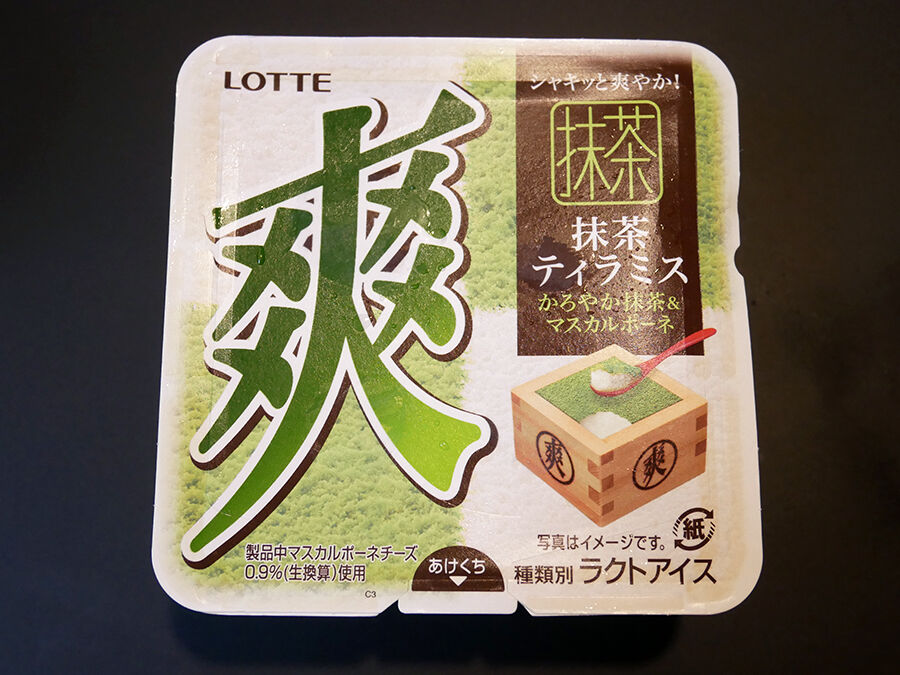 LOTTE
爽
シャキッと爽やか!
抹茶
抹茶
ティラミス
かろやか抹茶&
マスカルポーネ
爽
爽
写真はイメージです。
紙
製品中マスカルポーネチーズ
0.9%(生換算)使用
あけくち
種類別 ラクトアイス
C3